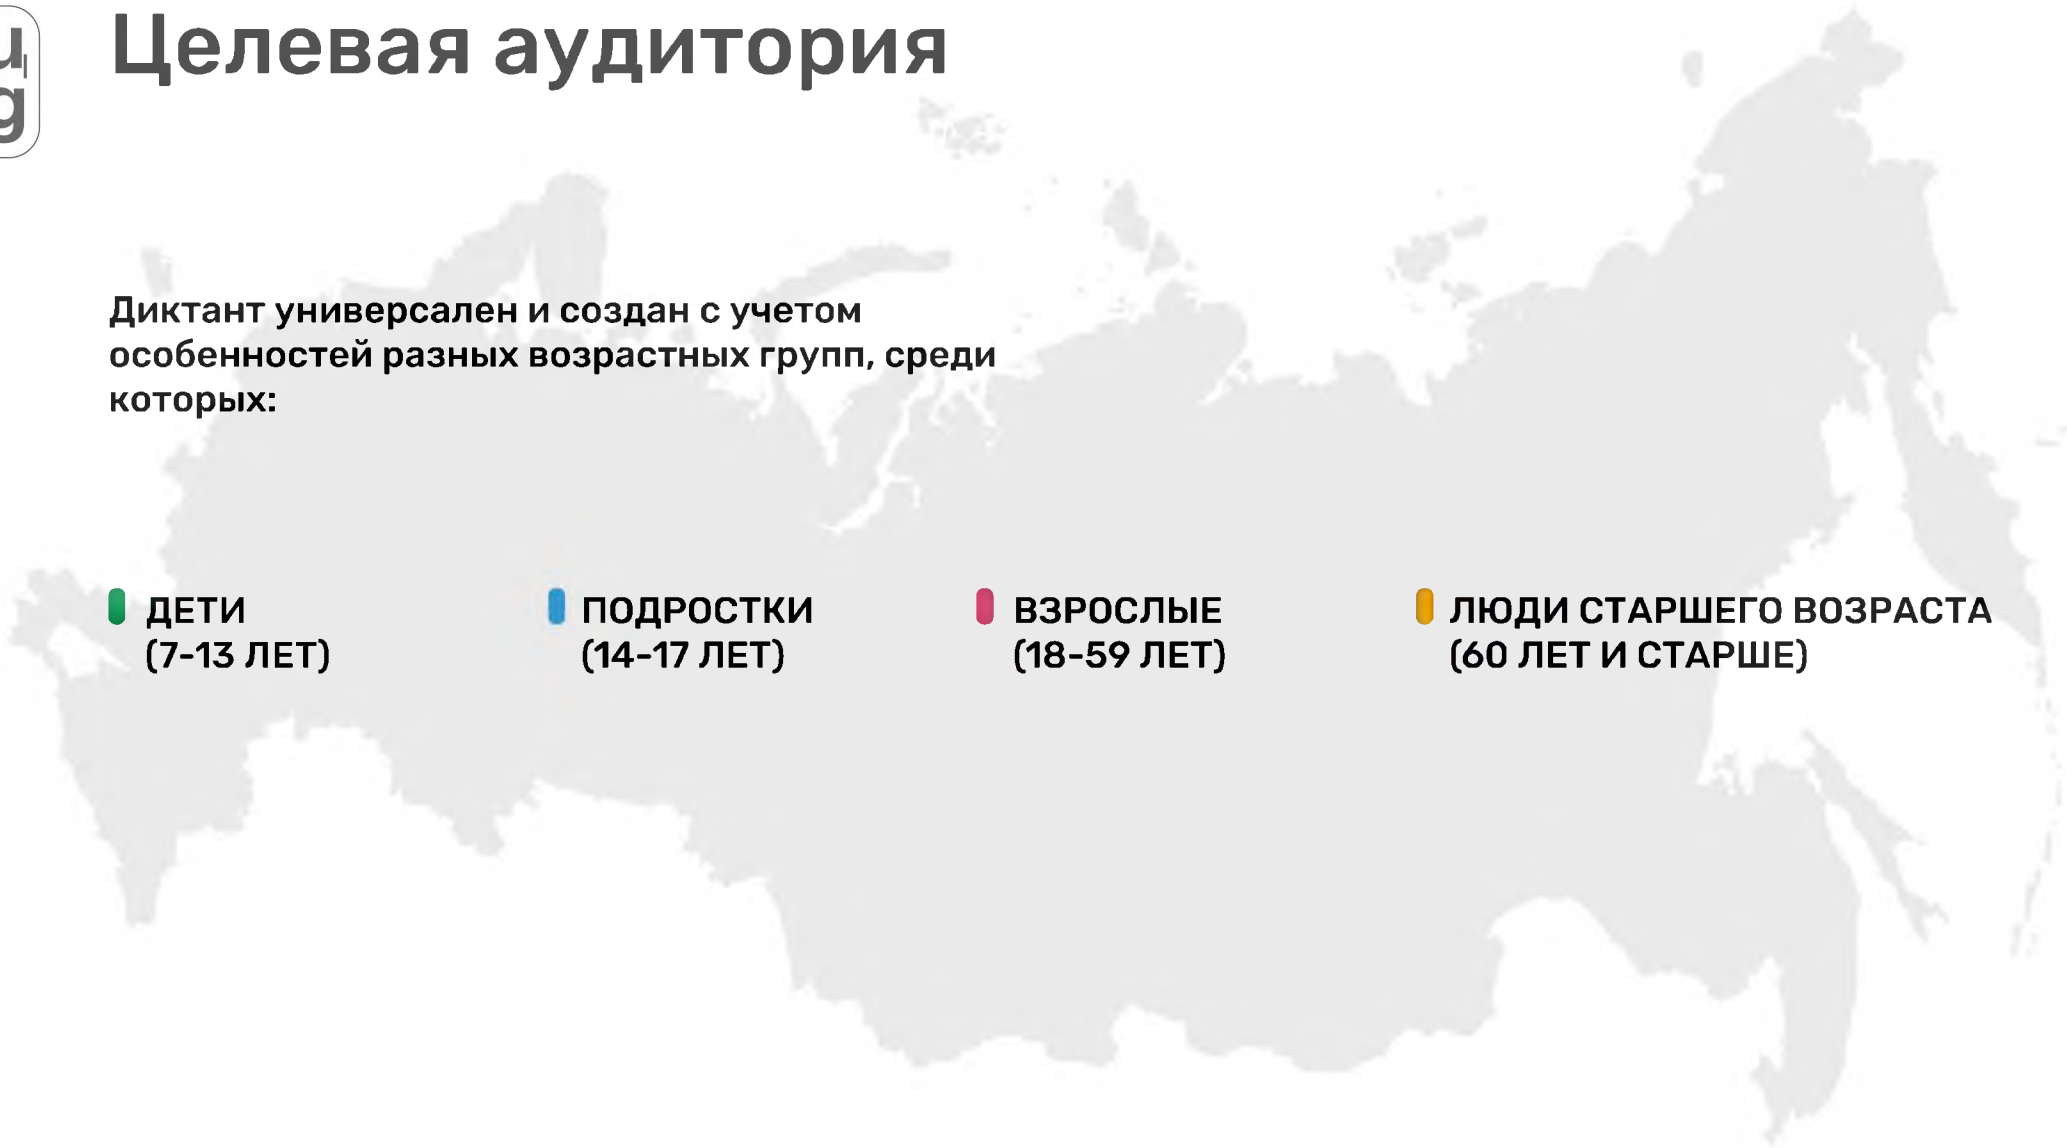 ц
g
Целевая аудитория
Диктант универсален и создан с учетом
особенностей разных возрастных групп, среди
которых:
ДЕТИ
(7-13 ЛЕТ)
ПОДРОСТКИ
(14-17 ЛЕТ)
ВЗРОСЛЫЕ
(18-59 ЛЕТ)
ЛЮДИ СТАРШЕГО ВОЗРАСТА
(60 ЛЕТ И СТАРШЕ)